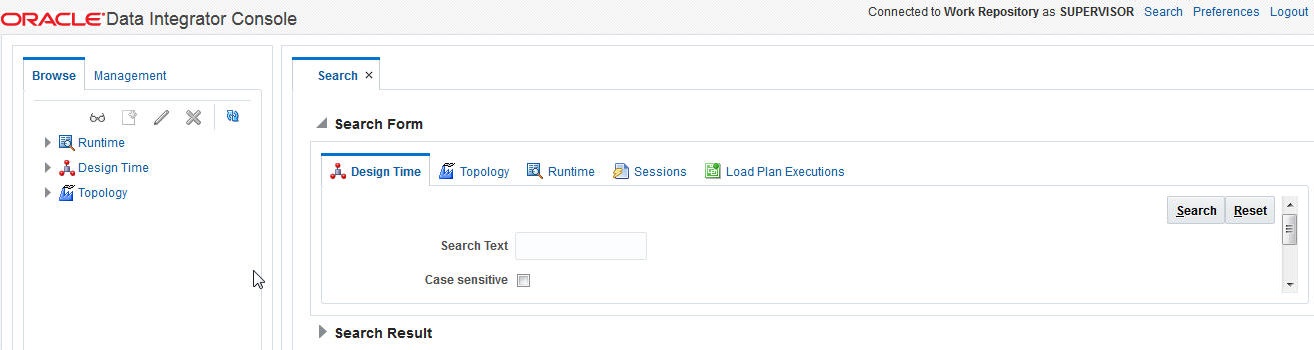 ORACLE Data Integrator Console
Connected to Work Repository as SUPERVISOR Search Preferences Logout
Browse Management
Runtime
Design Time
Topology
Search
Search Form
Design Time Topology Runtime Sessions Load Plan Executions
Search Reset
Search Text
Case sensitive
Search Result